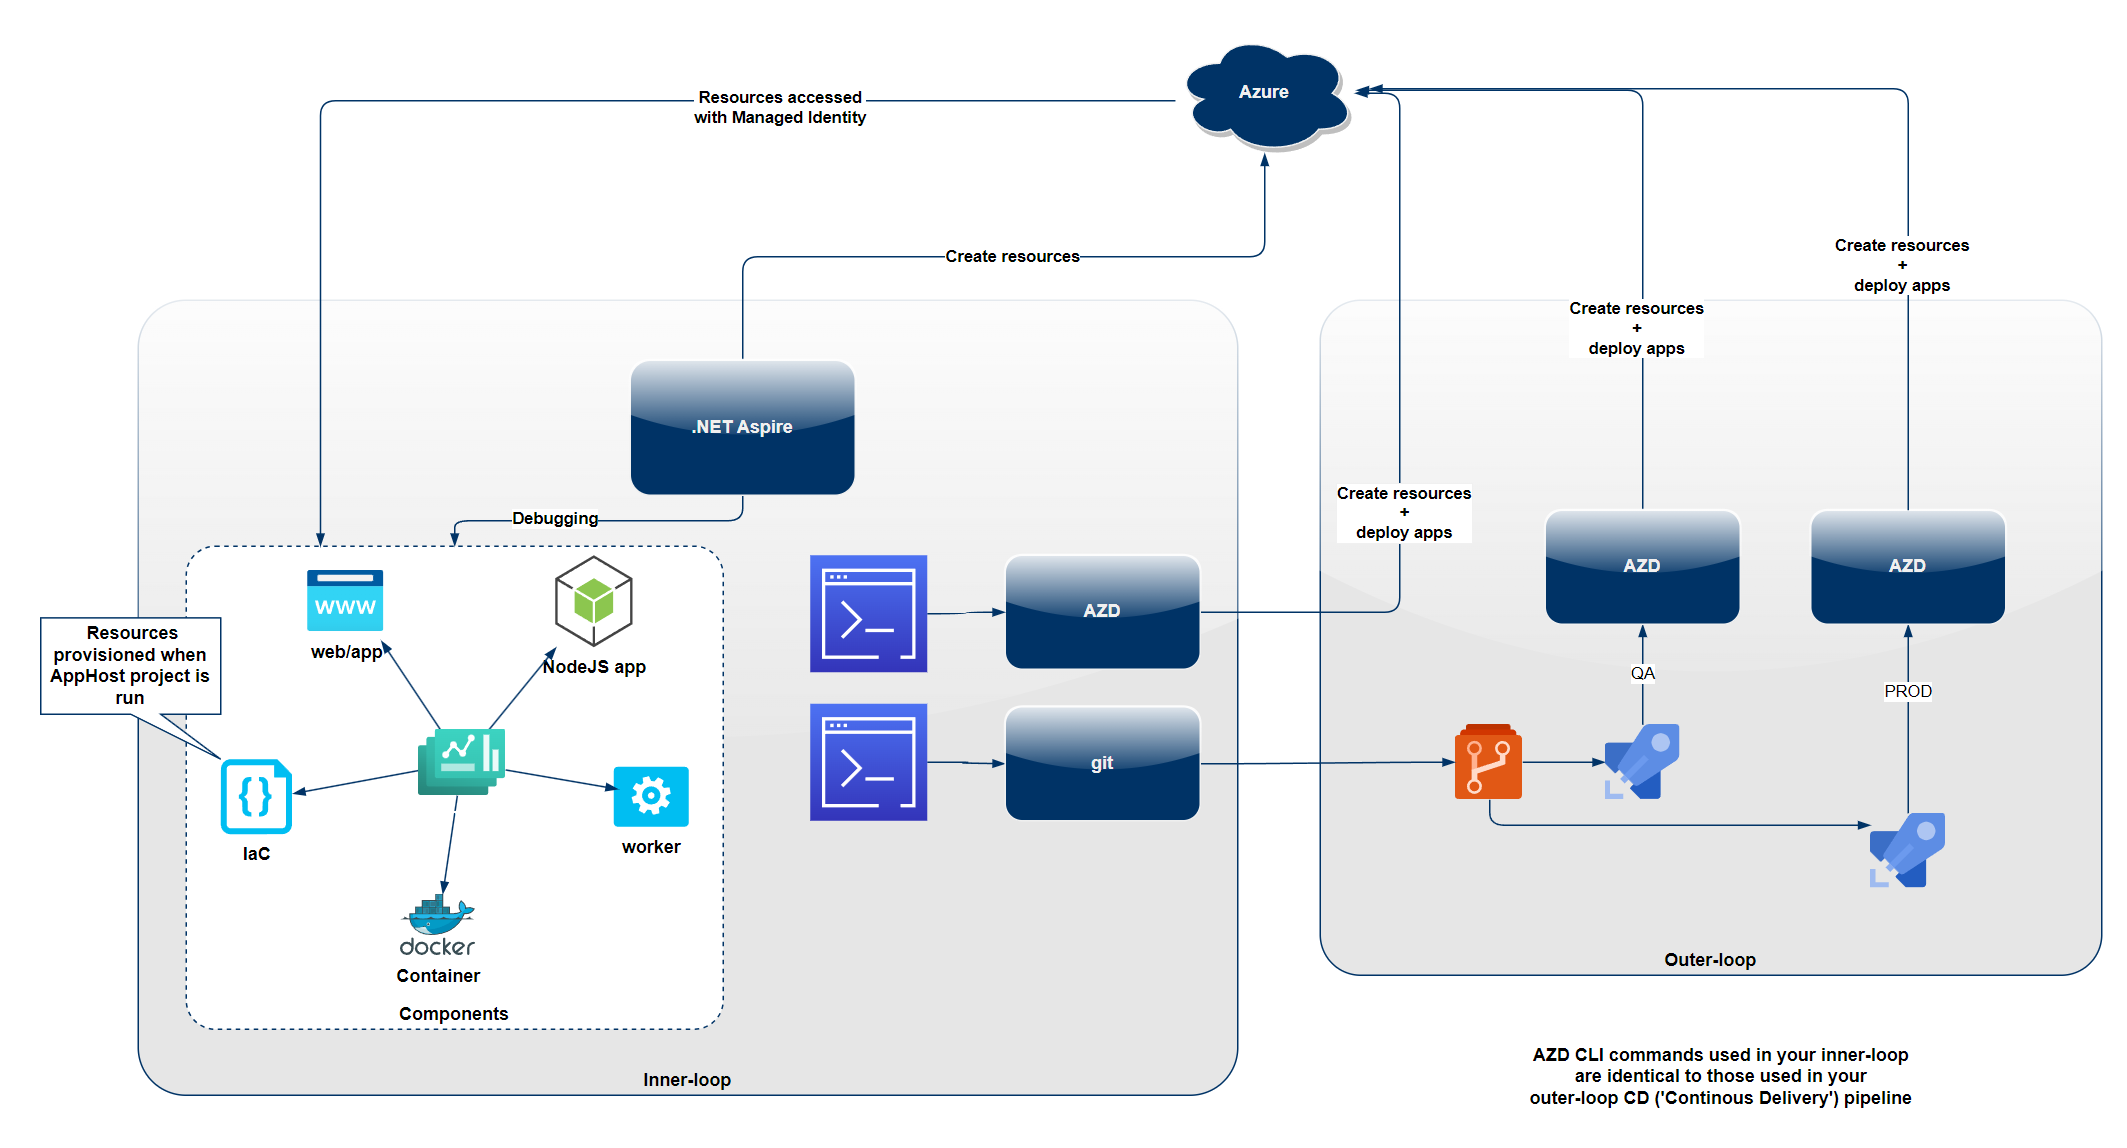 Azure
Resources accessed
with Managed Identity
Create resources
Create resources
+
deploy apps
Create resources
+
deploy apps
.NET Aspire
Create resources
+
deploy apps
Debugging
AZD
AZD
www
AZD
Resources
provisioned when
AppHost project is
run
web/app
NodeJS app
QA
PROD
git
{}
IaC
worker
docker
Container
Components
Outer-loop
Inner-loop
AZD CLI commands used in your inner-loop
are identical to those used in your
outer-loop CD ('Continous Delivery') pipeline